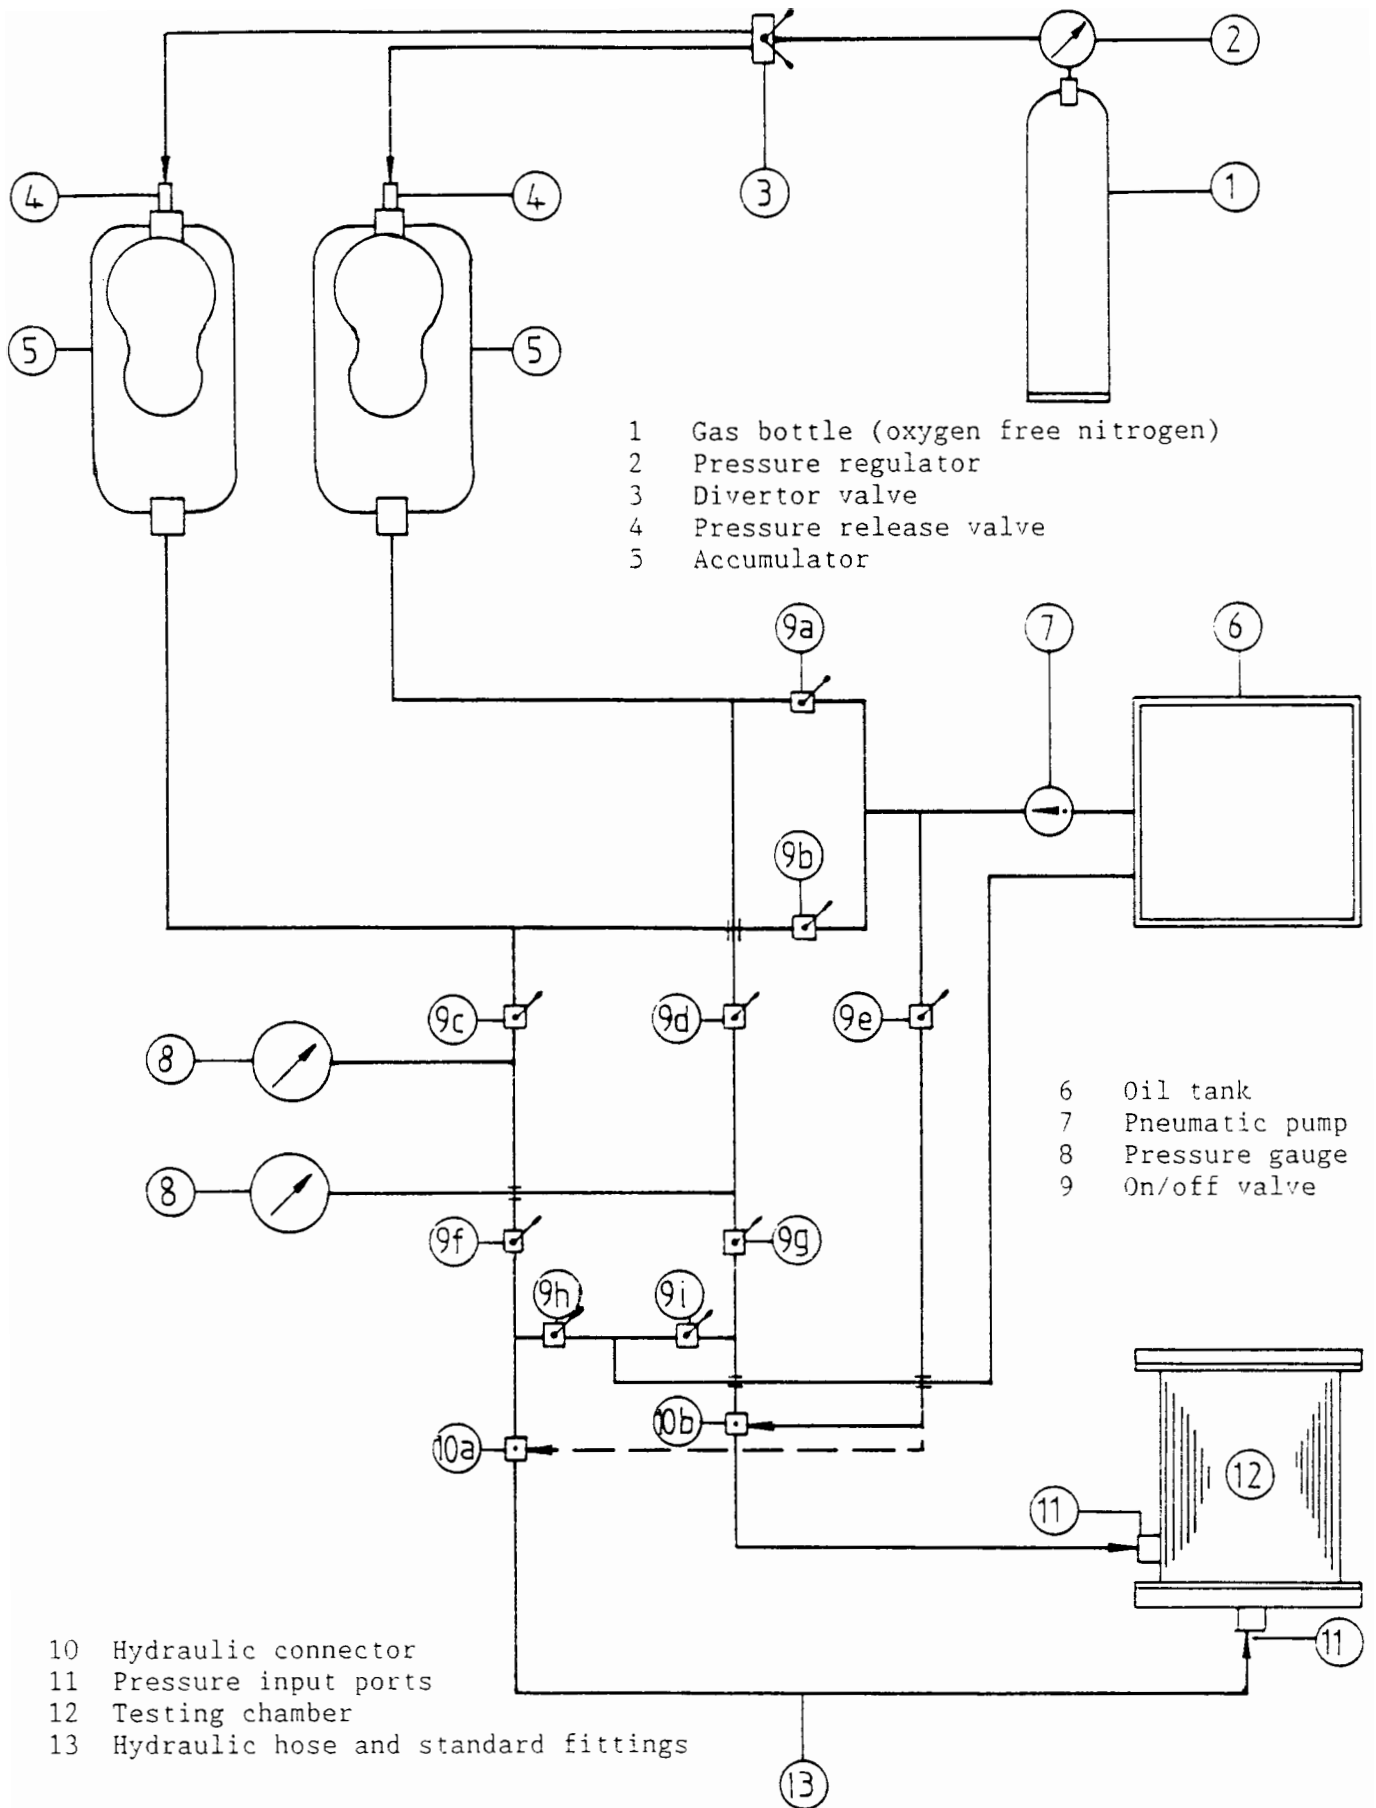 2
3
1
4
4
5
5
1 Gas bottle (oxygen free nitrogen)
2 Pressure regulator
3 Divertor valve
4 Pressure release valve
5 Accumulator
9a
7
6
9b
9c
9d
9e
8
6 Oil tank
7 Pneumatic pump
8 Pressure gauge
9 On/off valve
8
9f
9g
9h
9i
10b
10a
12
11
11
10 Hydraulic connector
11 Pressure input ports
12 Testing chamber
13 Hydraulic hose and standard fittings
13